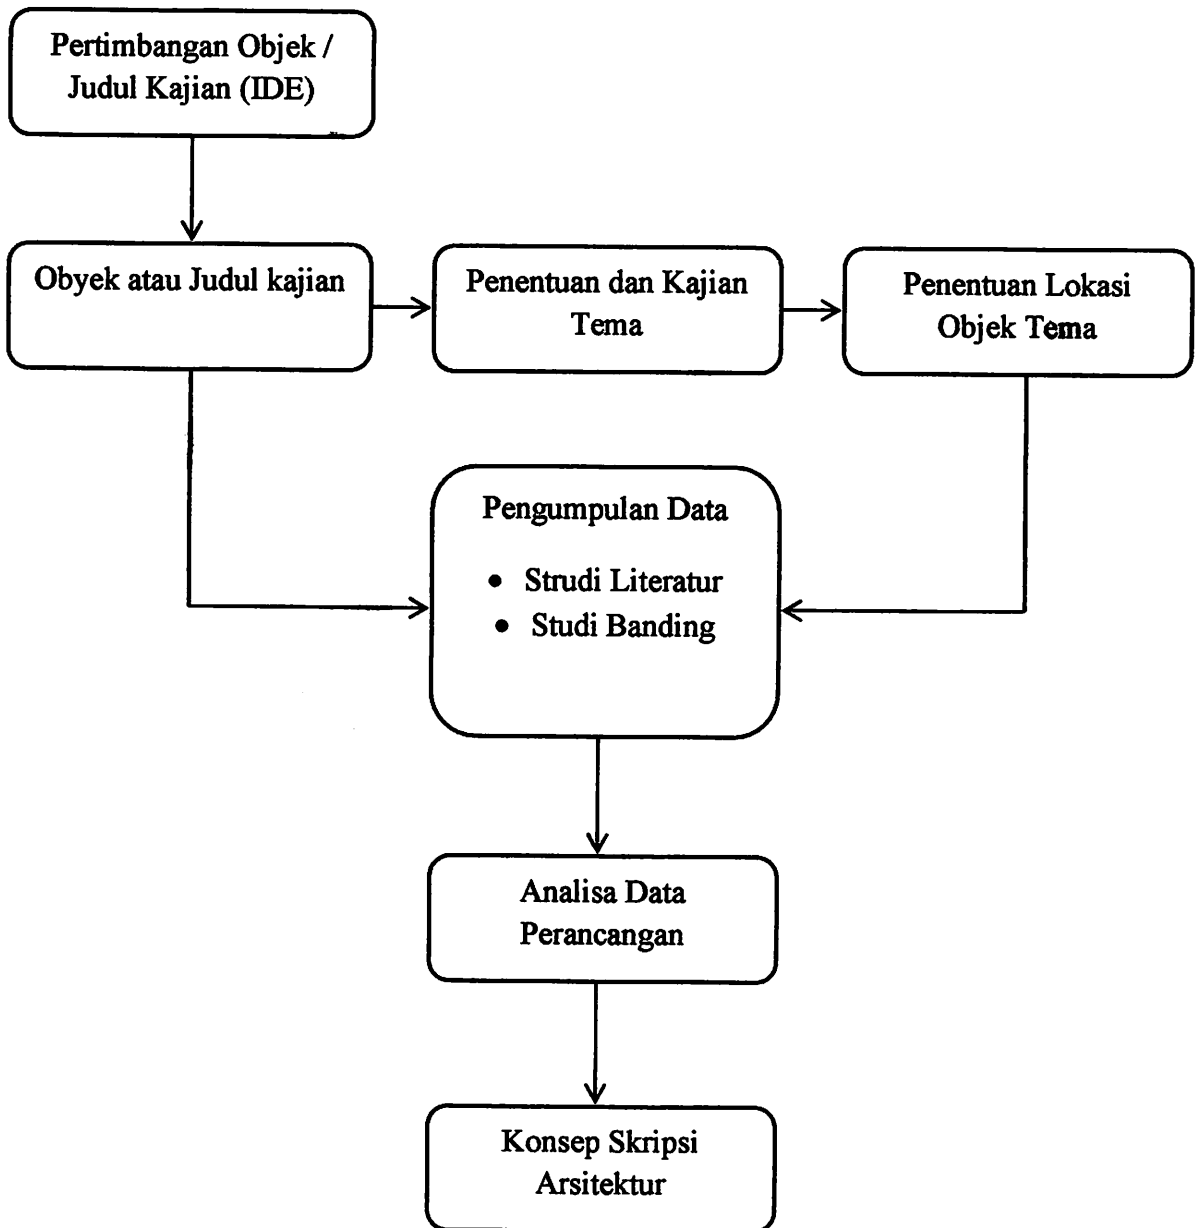 Pertimbangan Objek /
Judul Kajian (IDE)
Obyek atau Judul kajian
Penentuan dan Kajian
Tema
Penentuan Lokasi
Objek Tema
Pengumpulan Data
• Strudi Literatur
• Studi Banding
Analisa Data
Perancangan
Konsep Skripsi
Arsitektur